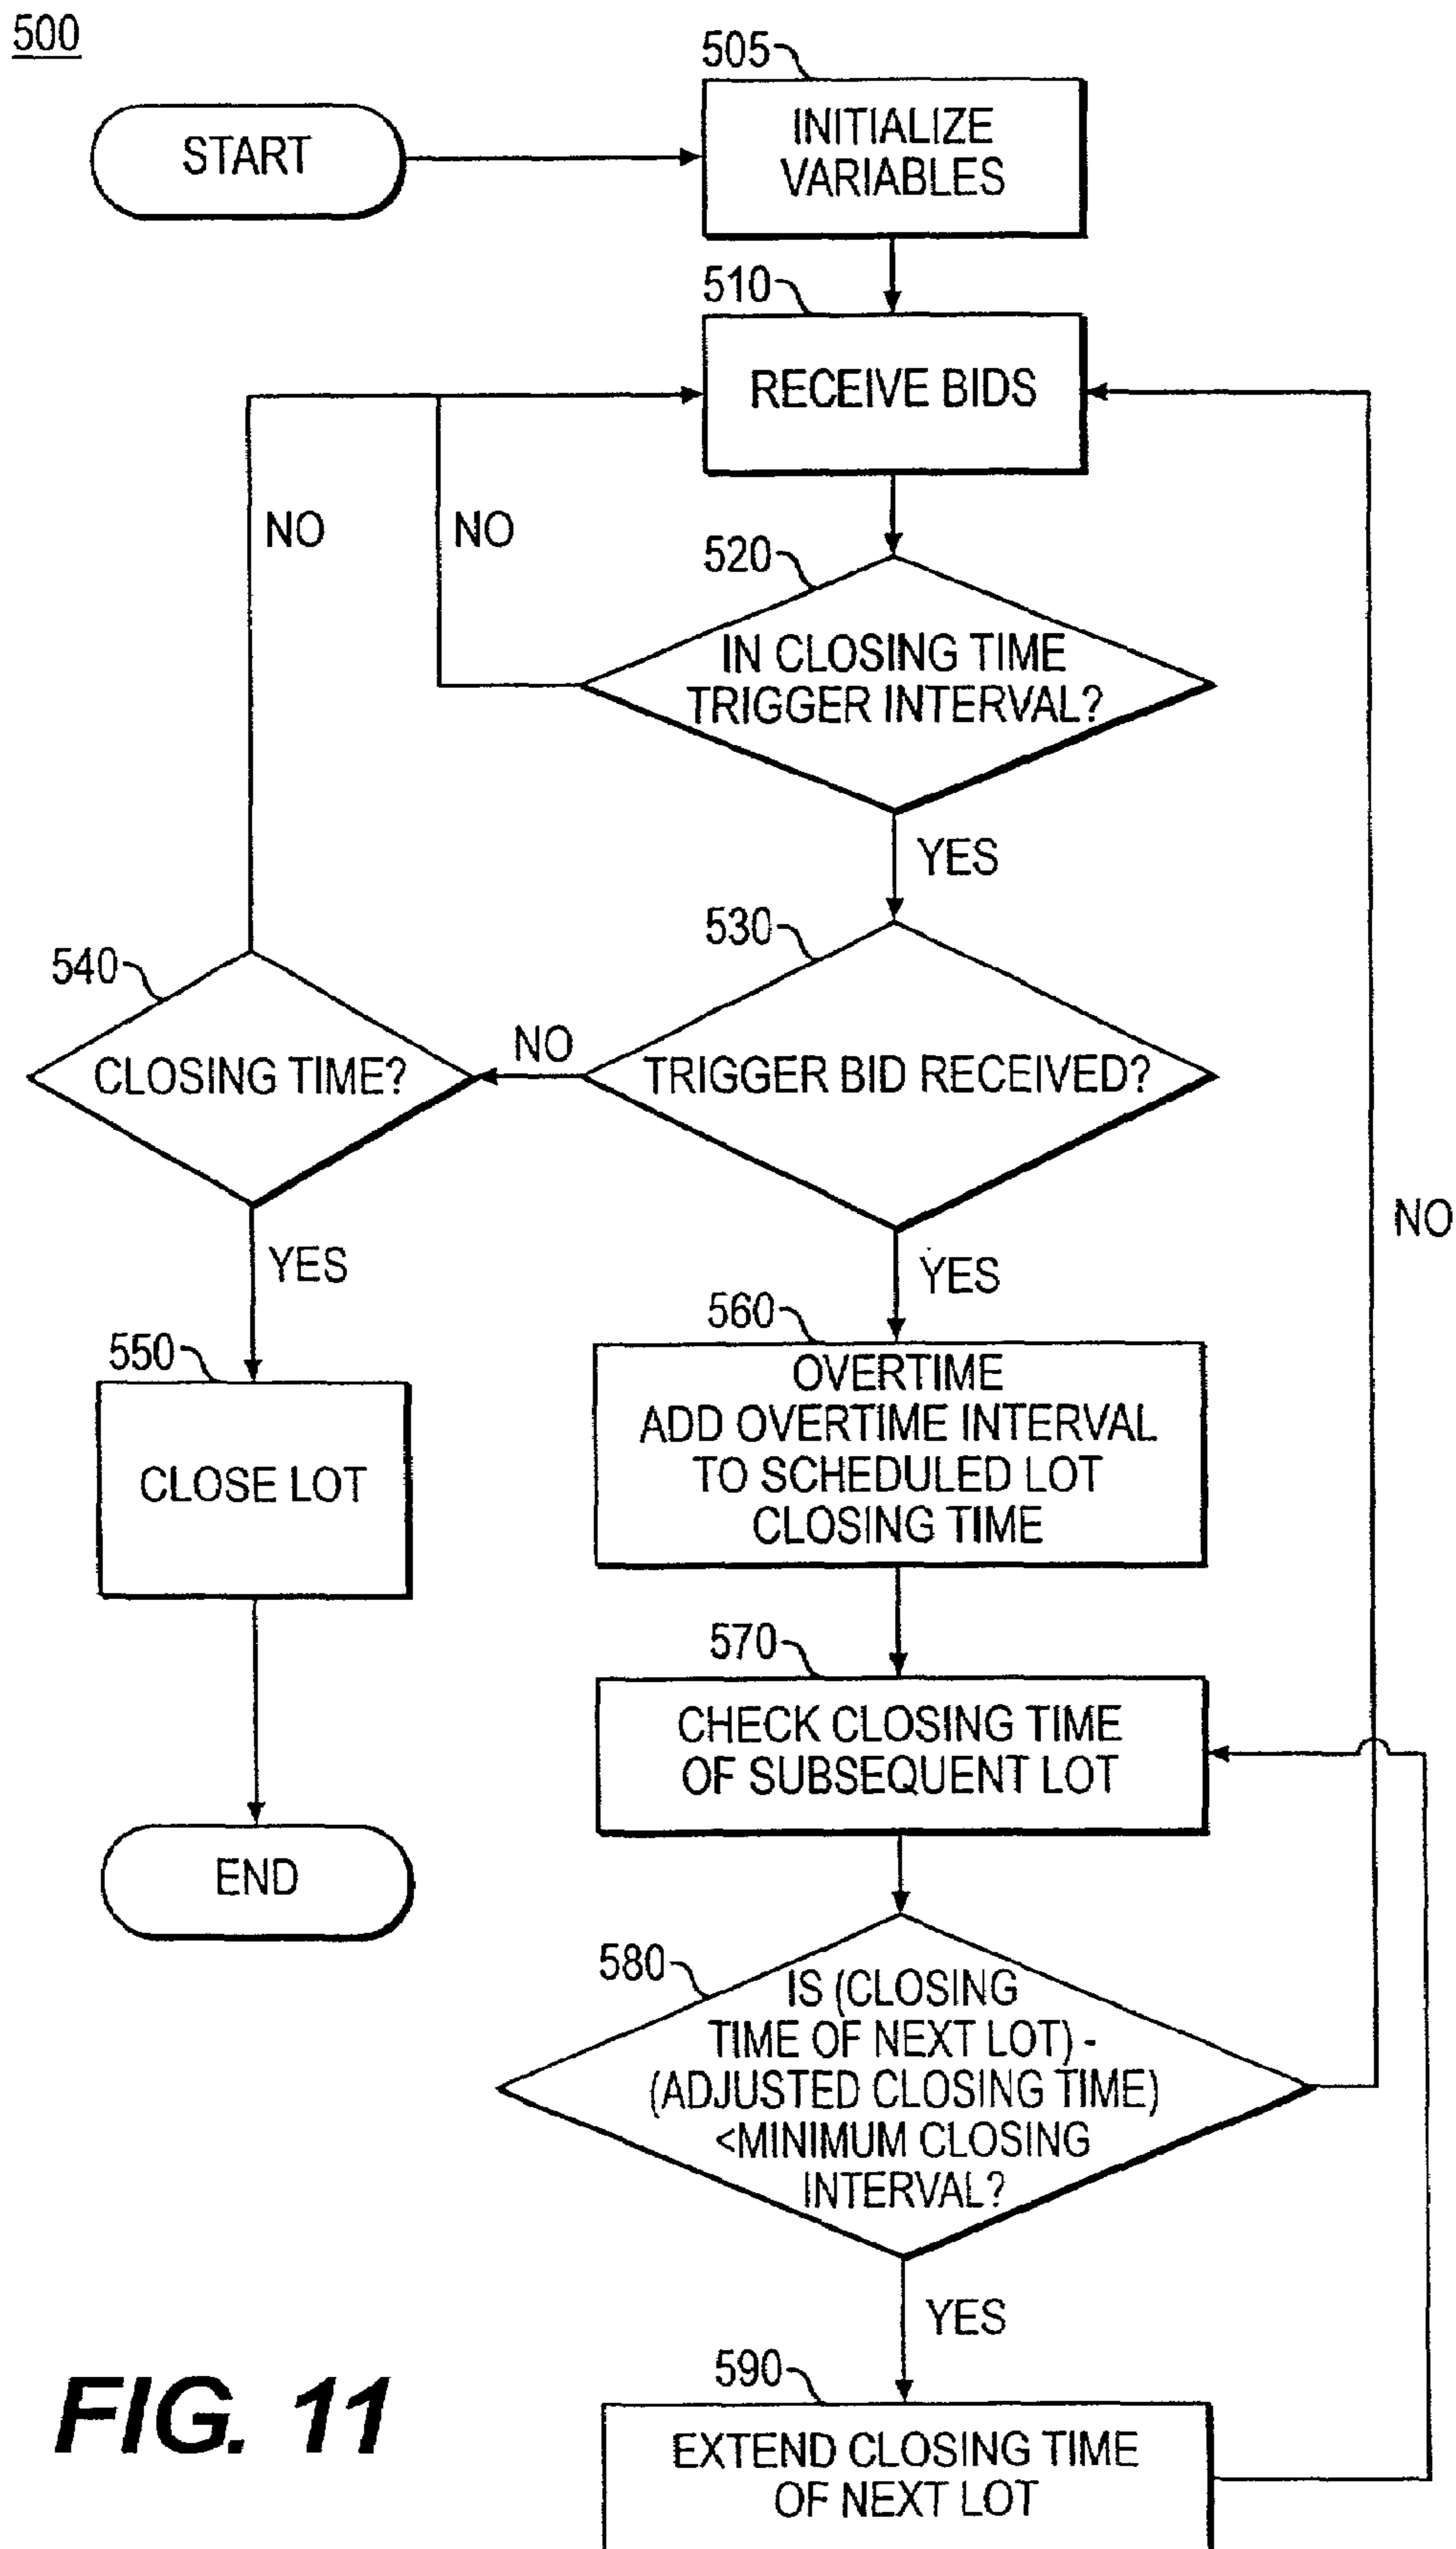 500
505
START
INITIALIZE
VARIABLES
510
RECEIVE BIDS
NO
NO
520
IN CLOSING TIME
TRIGGER INTERVAL?
YES
530
540
CLOSING TIME?
NO
TRIGGER BID RECEIVED?
NO
YES
YES
560
550
OVERTIME
ADD OVERTIME INTERVAL
TO SCHEDULED LOT
CLOSING TIME
CLOSE LOT
570
CHECK CLOSING TIME
OF SUBSEQUENT LOT
END
580
IS (CLOSING
TIME OF NEXT LOT) -
(ADJUSTED CLOSING TIME)
<MINIMUM CLOSING
INTERVAL?
YES
590
EXTEND CLOSING TIME
OF NEXT LOT
FIG. 11